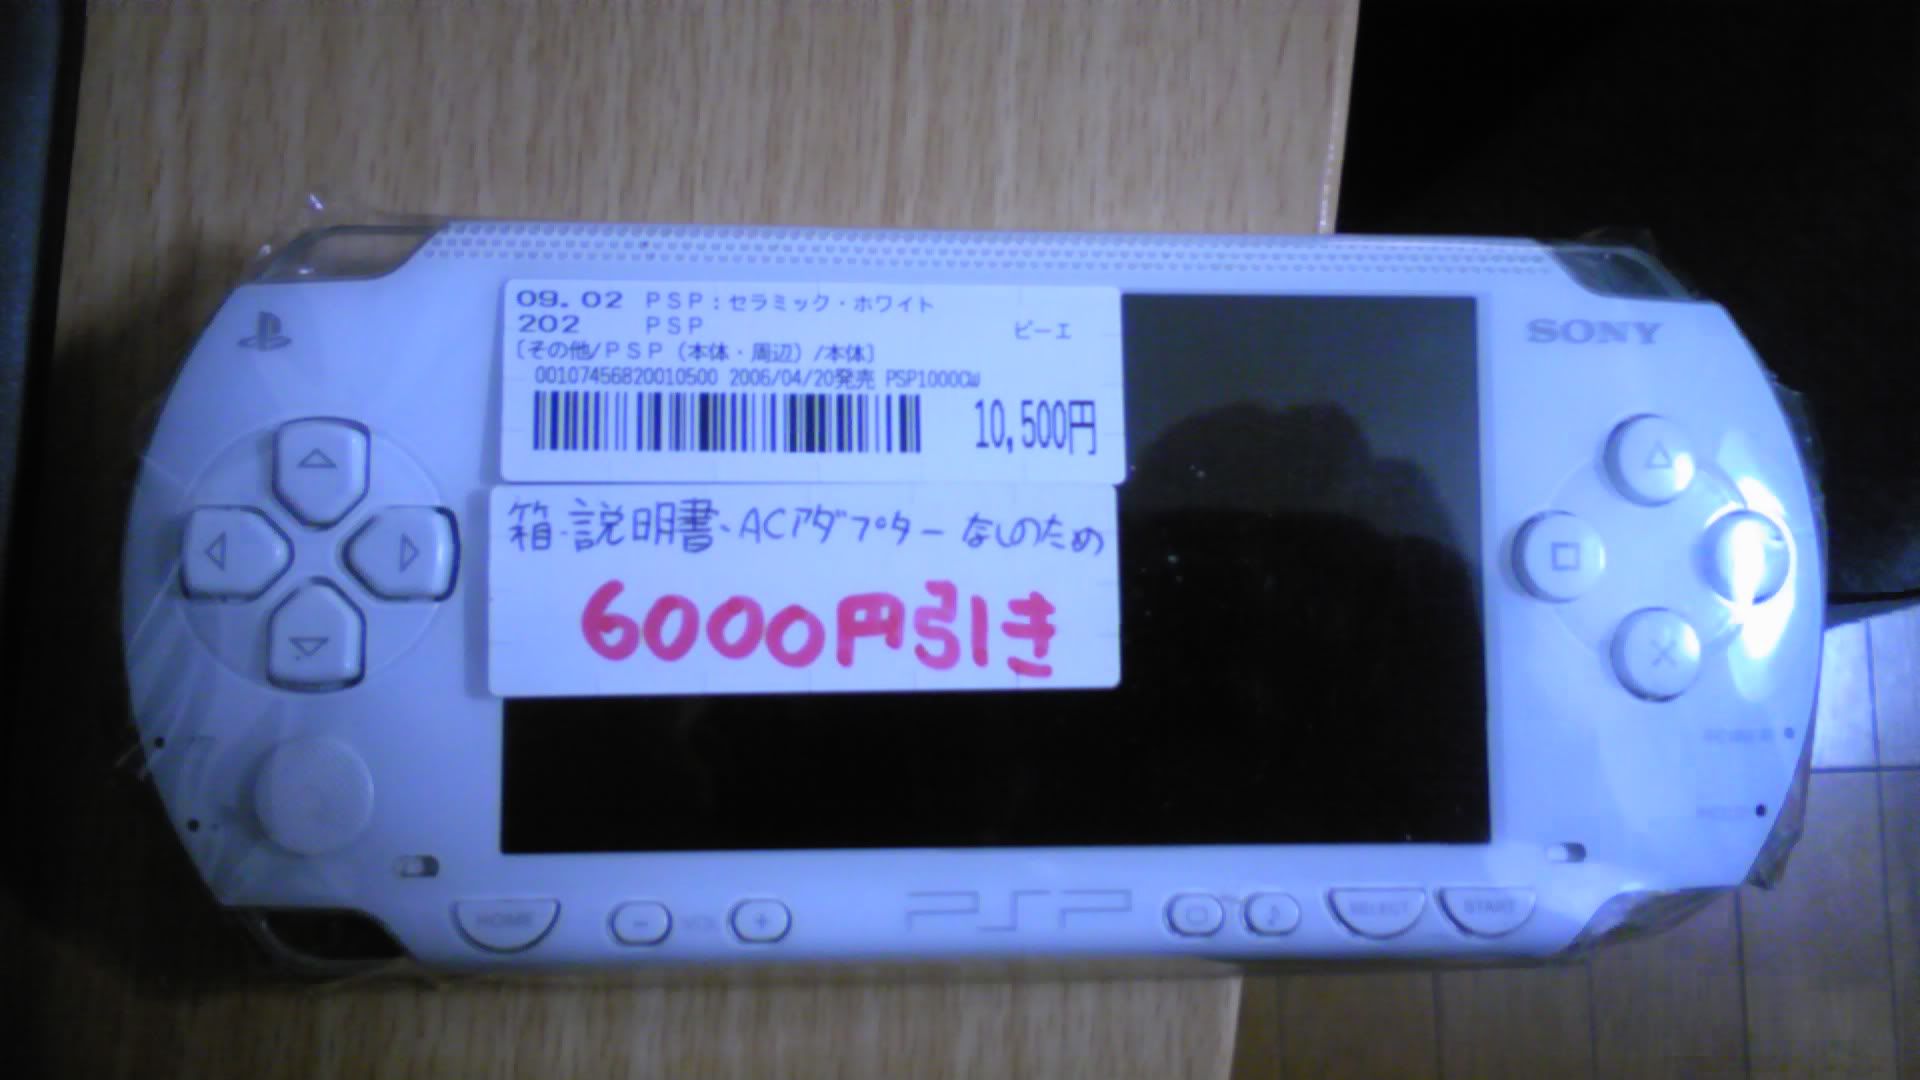 09.02 PSP:セラミック・ホワイト
202 PSP ピーエ
[その他/PSP(本体・周辺)/本体]
00107456820010500 2006/04/20発売 PSP1000CW
10,500円
SONY
箱・説明書・ACアダプターなしのため
6000円引き
HOME
VOL
PSP
SELECT
START